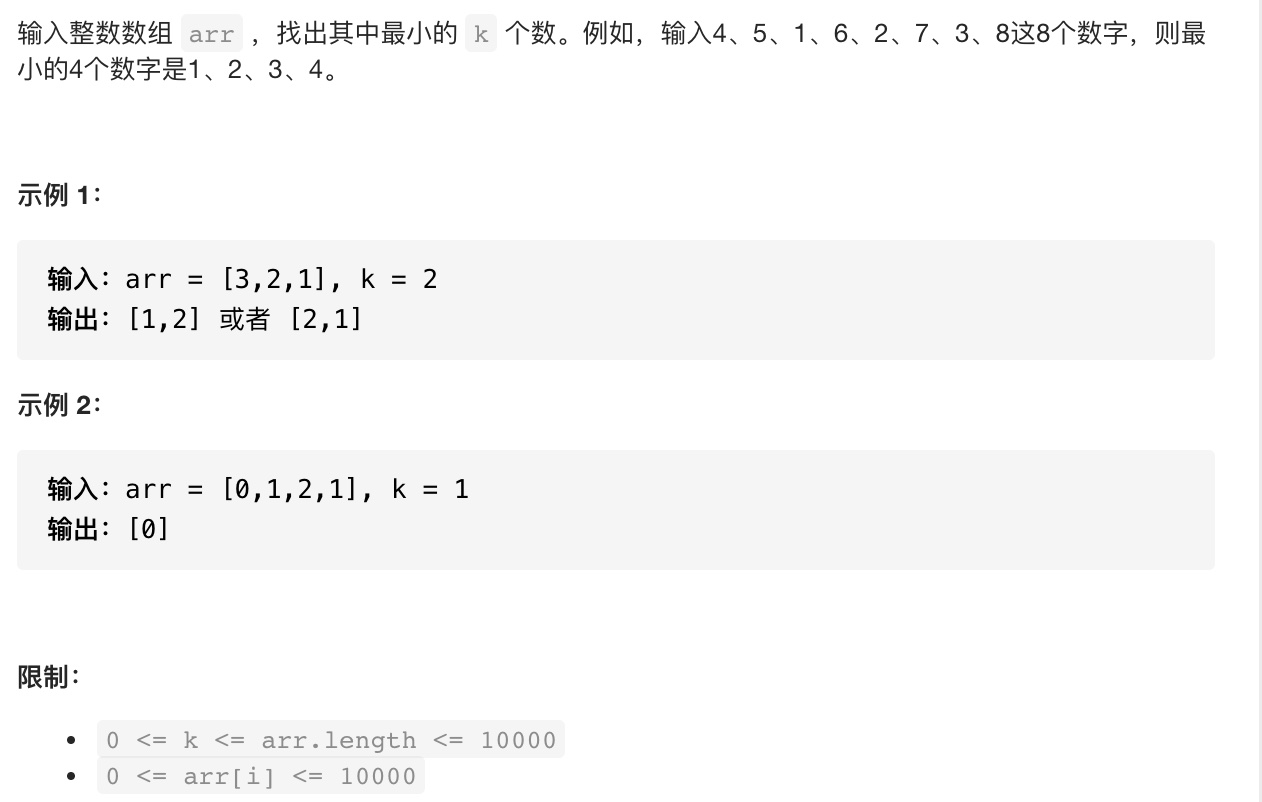 输入整数数组 arr ，找出其中最小的 k 个数。例如，输入4、5、1、6、2、7、3、8这8个数字，则最
小的4个数字是1、2、3、4。
示例 1：
输入：arr = [3,2,1], k = 2
输出：[1,2] 或者 [2,1]
示例 2：
输入：arr = [0,1,2,1], k = 1
输出：[0]
限制：
• 0 <= k <= arr.length <= 10000
• 0 <= arr[i] <= 10000